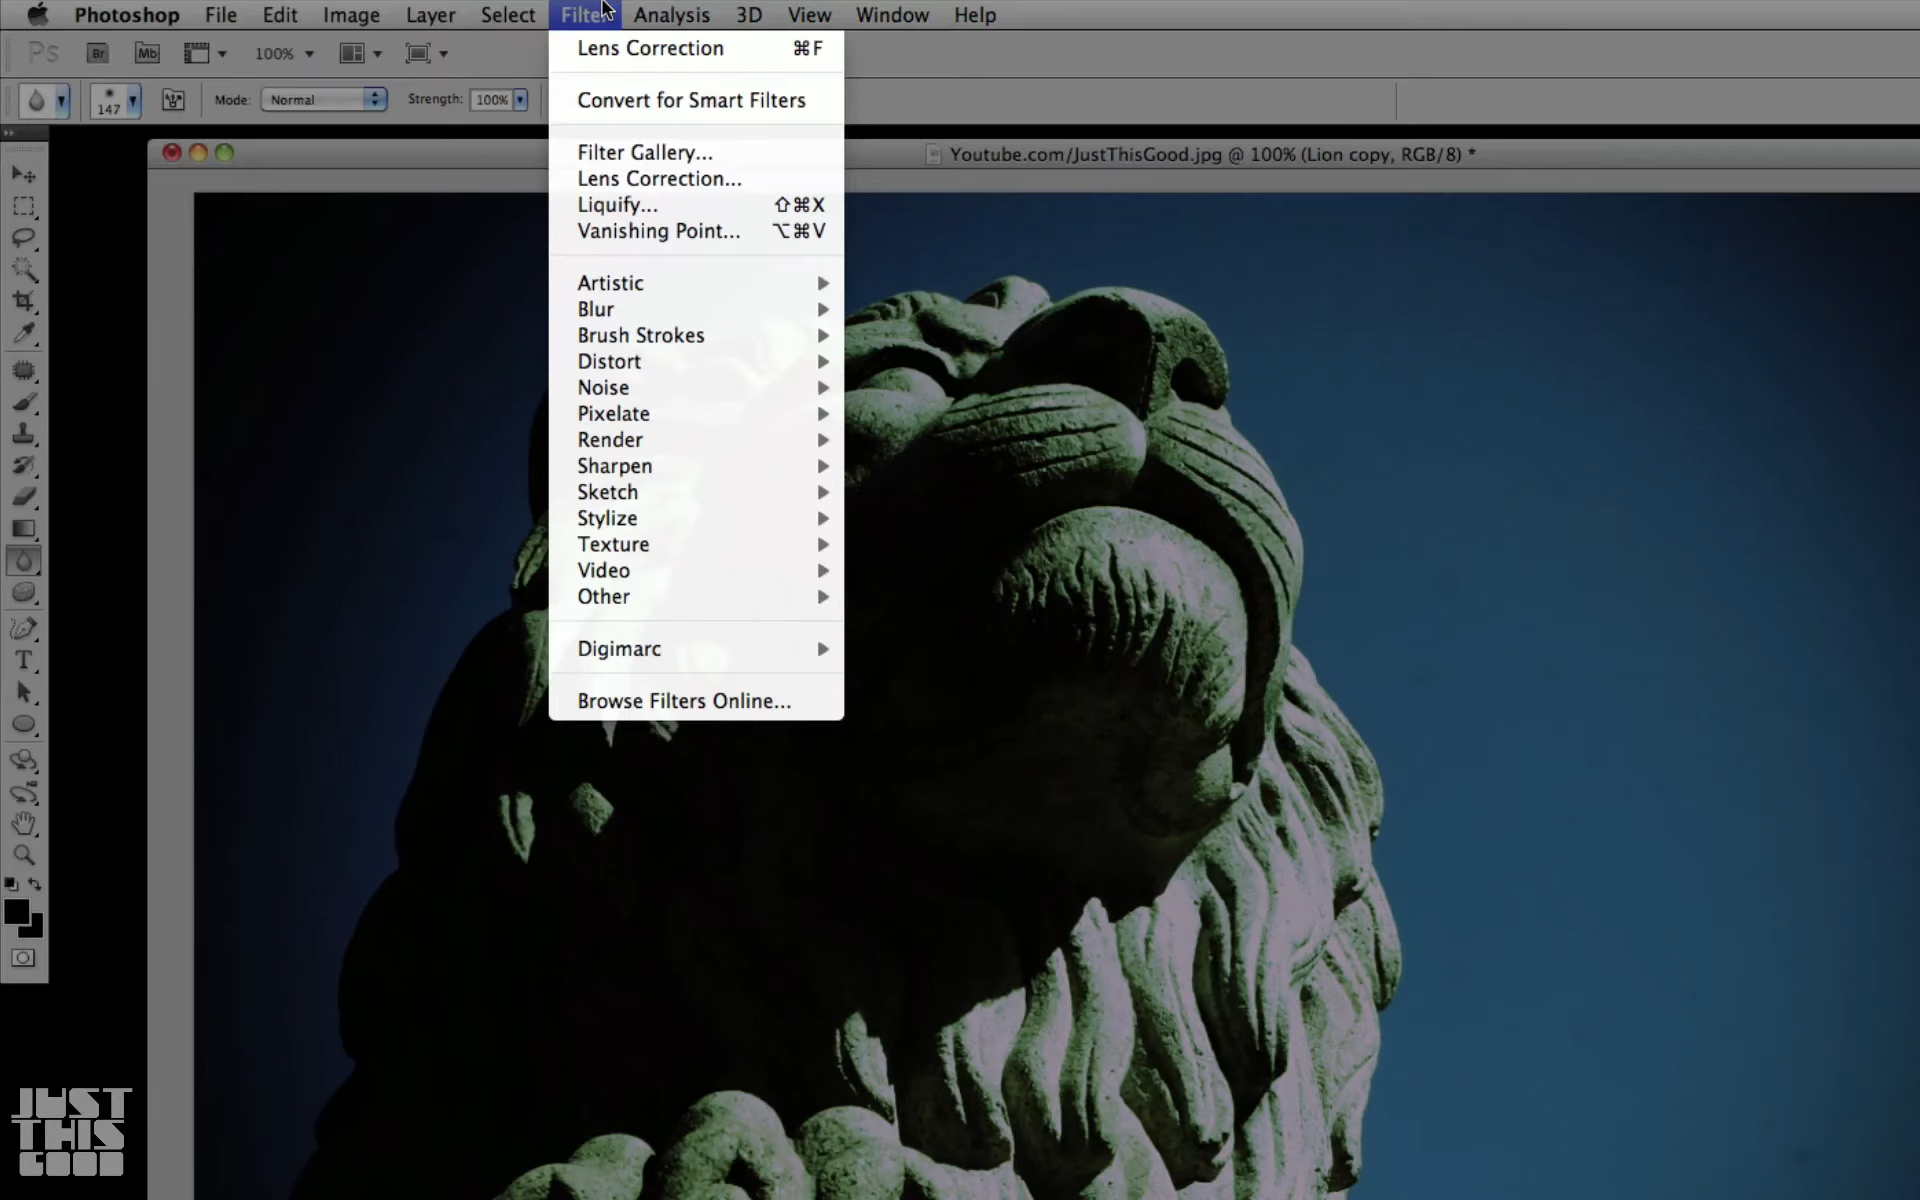 Photoshop File Edit Image Layer Select Filter Analysis 3D View Window Help
Ps Br Mb 100%
147 Mode: Normal Strength: 100%
Youtube.com/JustThisGood.jpg @ 100% (Lion copy, RGB/8) *
Lens Correction ⌘F
Convert for Smart Filters
Filter Gallery...
Lens Correction...
Liquify... ⇧⌘X
Vanishing Point... ⌥⌘V
Artistic
Blur
Brush Strokes
Distort
Noise
Pixelate
Render
Sharpen
Sketch
Stylize
Texture
Video
Other
Digimarc
Browse Filters Online...
T
JUST
THIS
GOOD